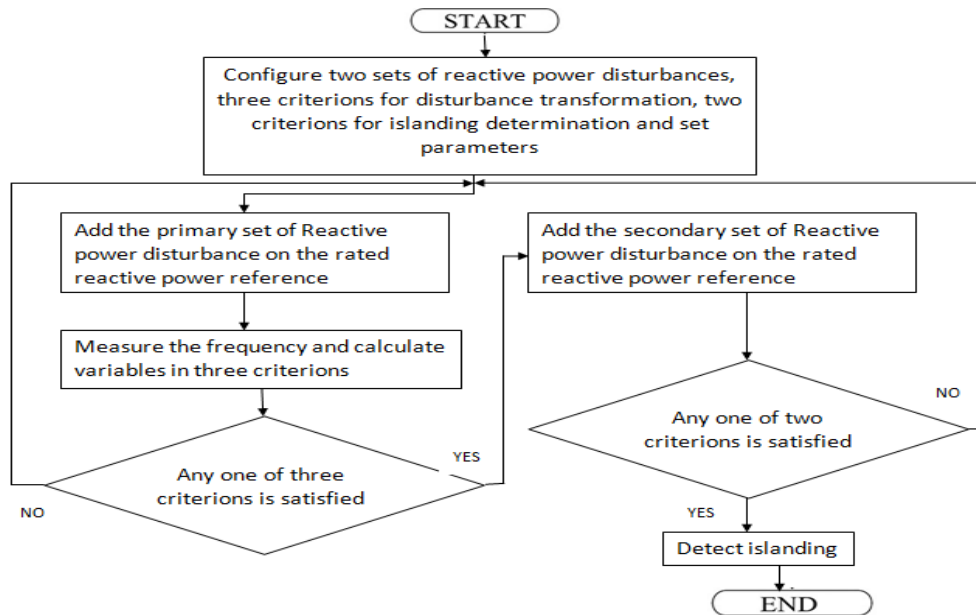 START
Configure two sets of reactive power disturbances,
three criterions for disturbance transformation, two
criterions for islanding determination and set
parameters
Add the primary set of Reactive
power disturbance on the rated
reactive power reference
Measure the frequency and calculate
variables in three criterions
Any one of three
criterions is satisfied
NO
YES
Add the secondary set of Reactive
power disturbance on the rated
reactive power reference
Any one of two
criterions is satisfied
NO
YES
Detect islanding
END